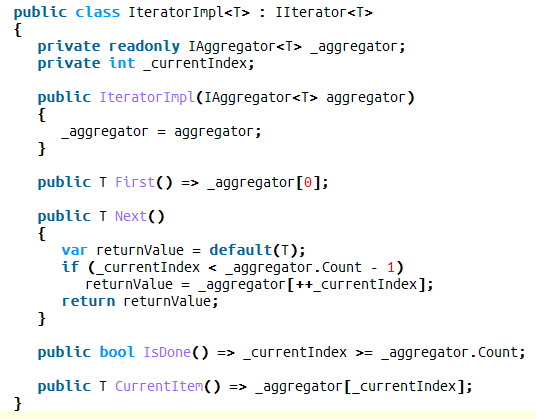 public class IteratorImpl<T> : IIterator<T>
{
    private readonly IAggregator<T> _aggregator;
    private int _currentIndex;

    public IteratorImpl(IAggregator<T> aggregator)
    {
        _aggregator = aggregator;
    }

    public T First() => _aggregator[0];

    public T Next()
    {
        var returnValue = default(T);
        if (_currentIndex < _aggregator.Count - 1)
            returnValue = _aggregator[++_currentIndex];
        return returnValue;
    }

    public bool IsDone() => _currentIndex >= _aggregator.Count;

    public T CurrentItem() => _aggregator[_currentIndex];
}